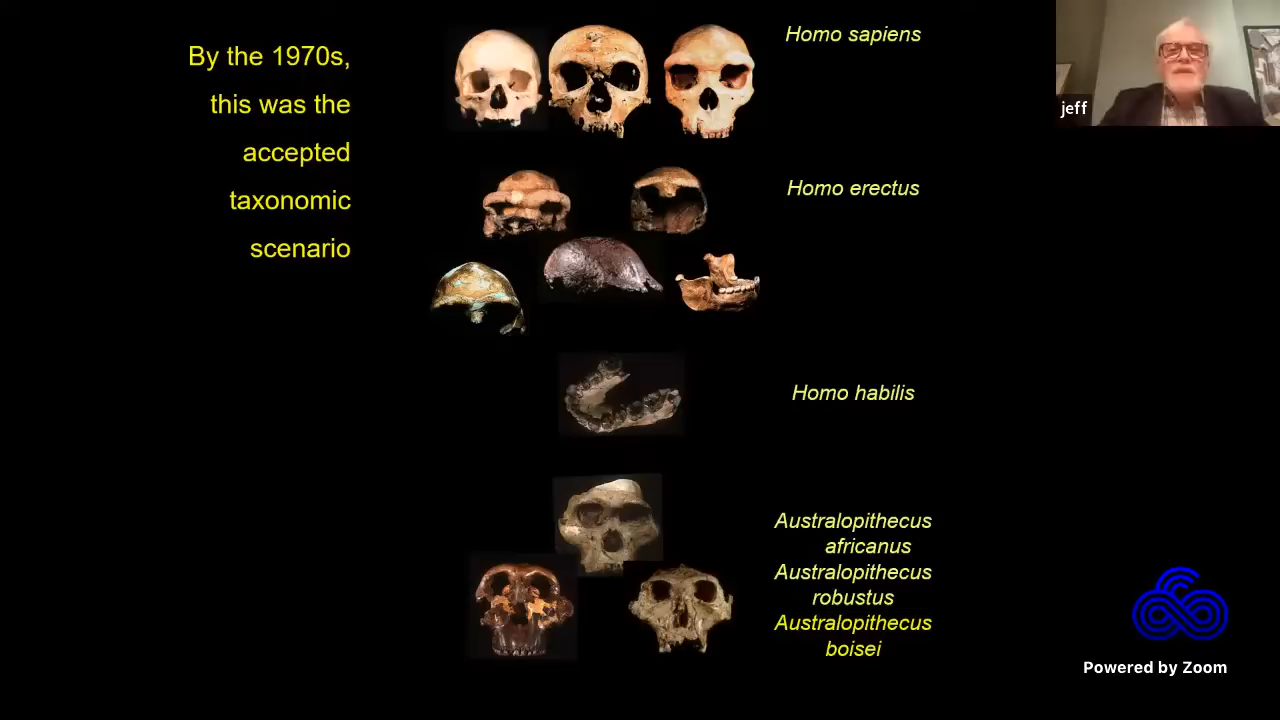 By the 1970s,
this was the
accepted
taxonomic
scenario
Homo sapiens
Homo erectus
Homo habilis
Australopithecus
africanus
Australopithecus
robustus
Australopithecus
boisei
jeff
Powered by Zoom